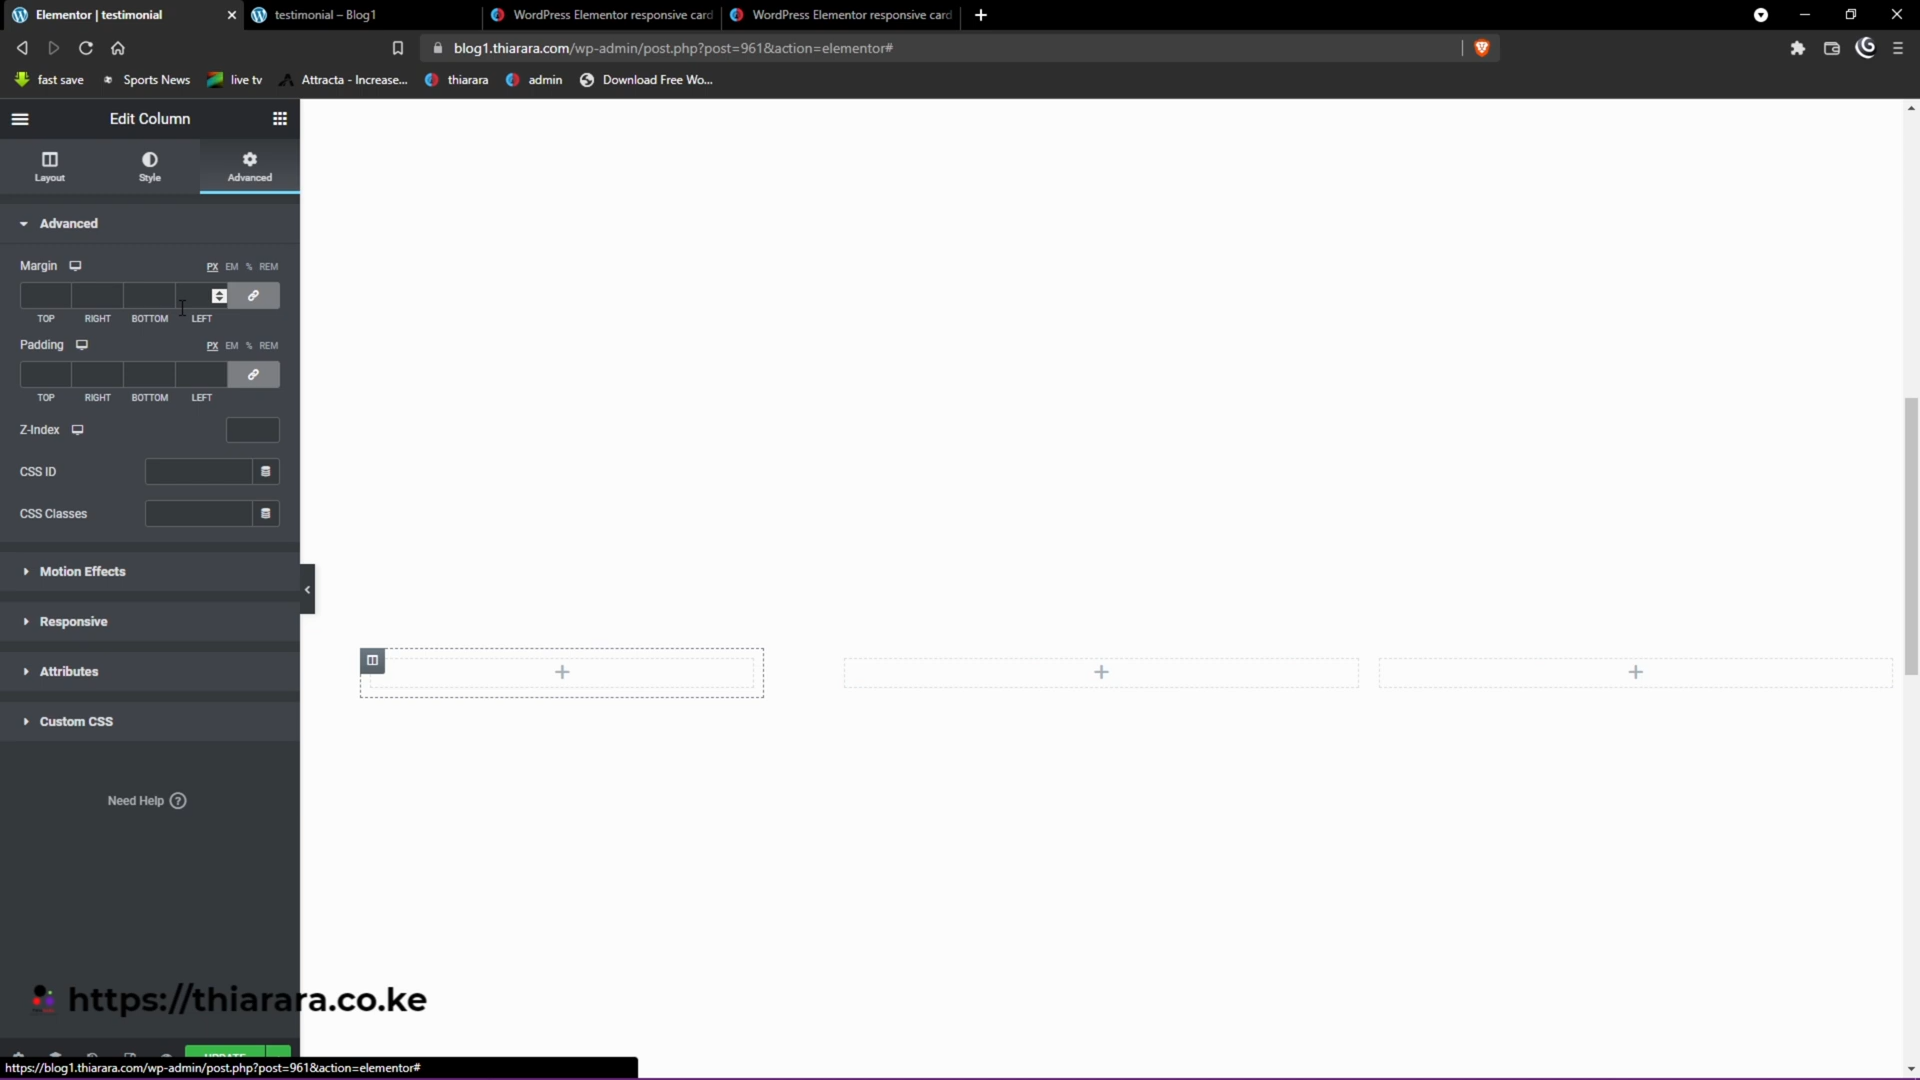 Elementor | testimonial
testimonial – Blog1
WordPress Elementor responsive card
WordPress Elementor responsive card
blog1.thiarara.com/wp-admin/post.php?post=961&action=elementor#
fast save
Sports News
live tv
Attracta - Increase...
thiarara
admin
Download Free Wo...
Edit Column
Layout
Style
Advanced
Advanced
Margin
PX EM % REM
TOP RIGHT BOTTOM LEFT
Padding
PX EM % REM
TOP RIGHT BOTTOM LEFT
Z-Index
CSS ID
CSS Classes
Motion Effects
Responsive
Attributes
Custom CSS
Need Help ?
https://thiarara.co.ke
UPDATE
https://blog1.thiarara.com/wp-admin/post.php?post=961&action=elementor#